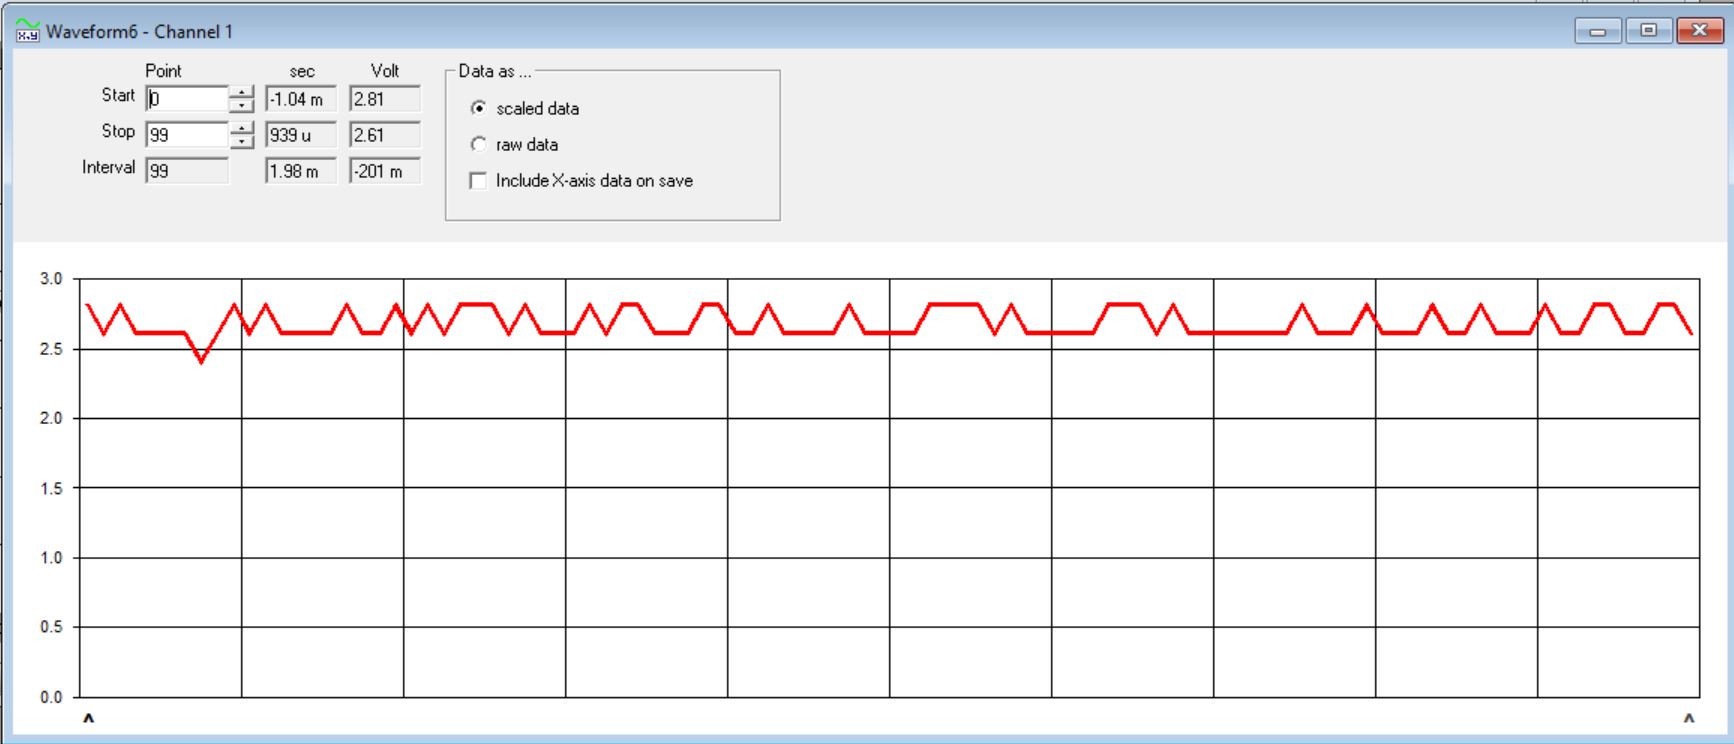 Waveform6 - Channel 1
Point sec Volt
Start 0 -1.04 m 2.81
Stop 99 939 u 2.61
Interval 99 1.98 m -201 m
Data as ...
scaled data
raw data
Include X-axis data on save
3.0
2.5
2.0
1.5
1.0
0.5
0.0
^ ^